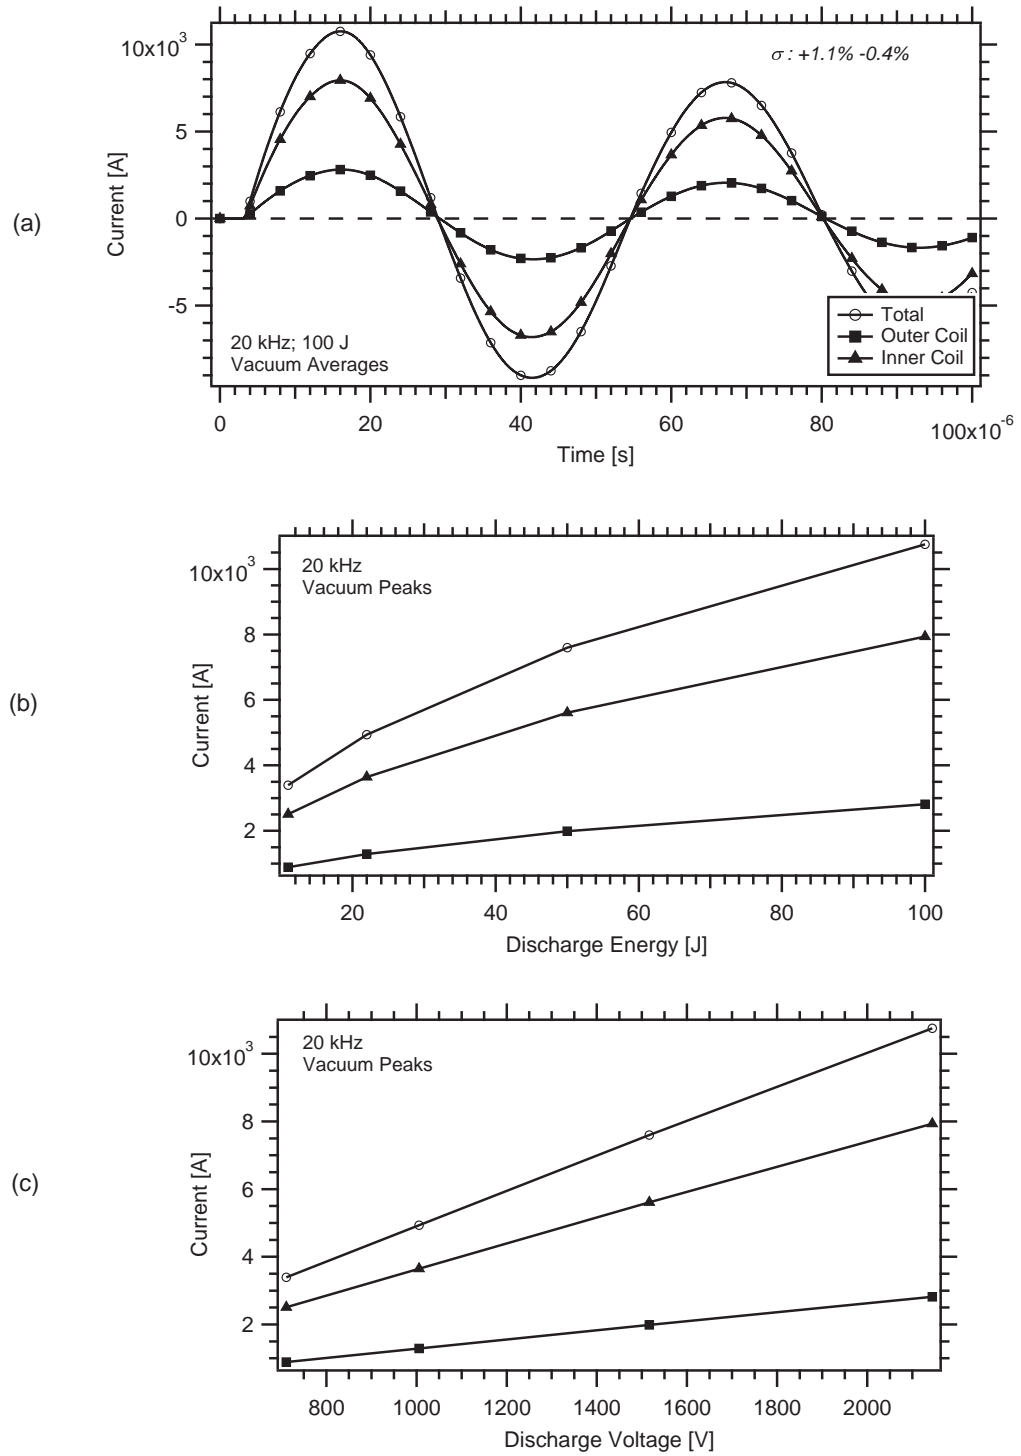 (a)
Current [A]
10x10³
5
0
-5
σ : +1.1% -0.4%
20 kHz; 100 J
Vacuum Averages
Total
Outer Coil
Inner Coil
0 20 40 60 80 100x10⁻⁶
Time [s]
(b)
Current [A]
10x10³
8
6
4
2
20 kHz
Vacuum Peaks
20 40 60 80 100
Discharge Energy [J]
(c)
Current [A]
10x10³
8
6
4
2
20 kHz
Vacuum Peaks
800 1000 1200 1400 1600 1800 2000
Discharge Voltage [V]